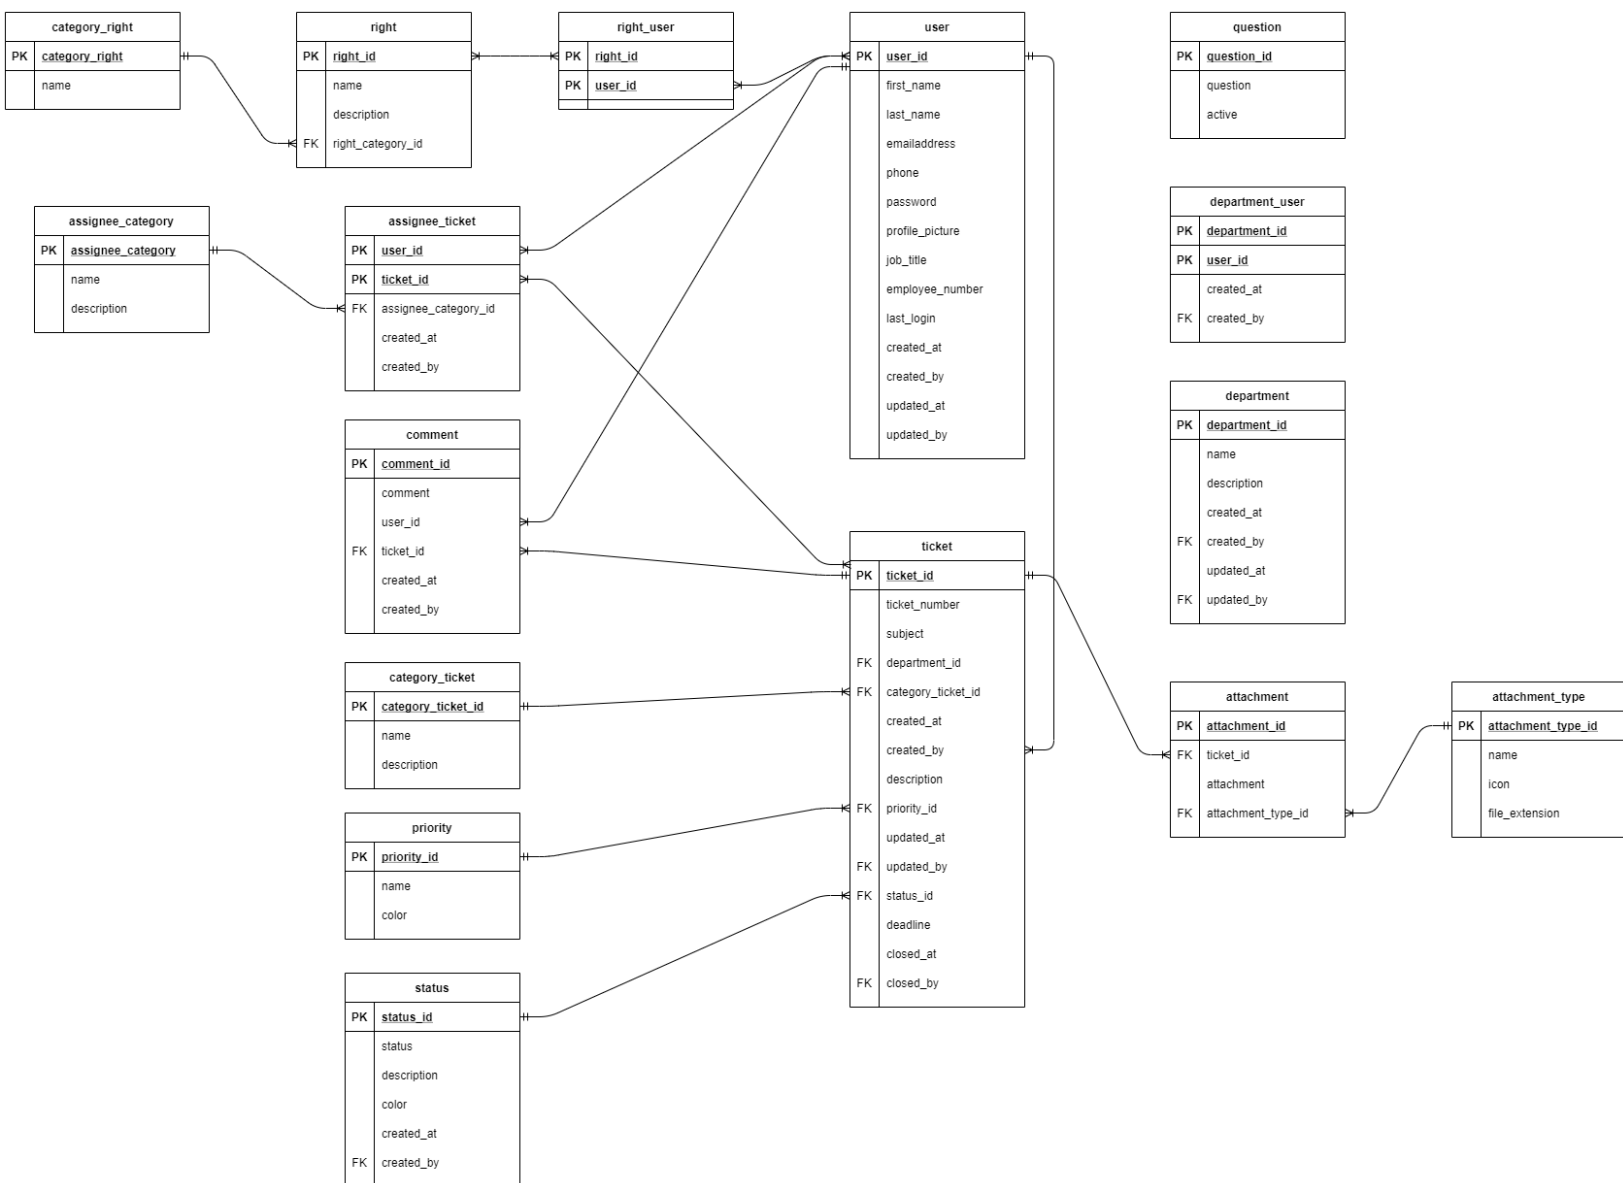 category_right
PK category_right
name
right
PK right_id
name
description
FK right_category_id
right_user
PK right_id
PK user_id
user
PK user_id
first_name
last_name
emailaddress
phone
password
profile_picture
job_title
employee_number
last_login
created_at
created_by
updated_at
updated_by
question
PK question_id
question
active
assignee_category
PK assignee_category
name
description
assignee_ticket
PK user_id
PK ticket_id
FK assignee_category_id
created_at
created_by
department_user
PK department_id
PK user_id
created_at
FK created_by
department
PK department_id
name
description
created_at
FK created_by
updated_at
FK updated_by
comment
PK comment_id
comment
user_id
FK ticket_id
created_at
created_by
ticket
PK ticket_id
ticket_number
subject
FK department_id
FK category_ticket_id
created_at
created_by
description
FK priority_id
updated_at
FK updated_by
FK status_id
deadline
closed_at
FK closed_by
category_ticket
PK category_ticket_id
name
description
attachment
PK attachment_id
FK ticket_id
attachment
FK attachment_type_id
attachment_type
PK attachment_type_id
name
icon
file_extension
priority
PK priority_id
name
color
status
PK status_id
status
description
color
created_at
FK created_by